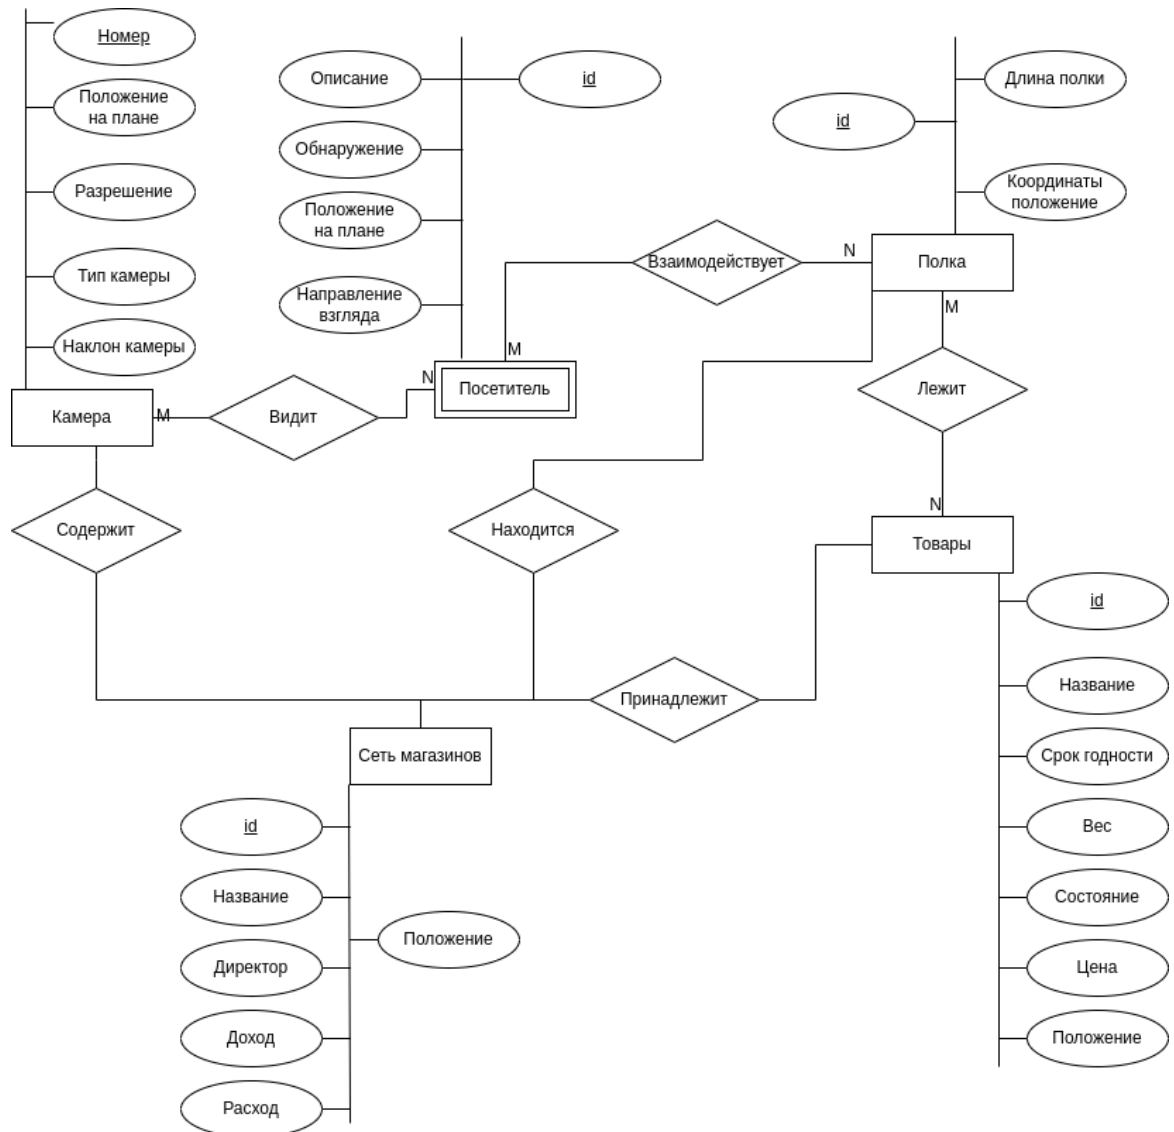 Номер
Положение
на плане
Разрешение
Тип камеры
Наклон камеры
Камера
Описание
id
Обнаружение
Положение
на плане
Направление
взгляда
Посетитель
Длина полки
id
Координаты
положение
Взаимодействует
N
Полка
M
M
Лежит
N
M
Видит
N
Содержит
Находится
Товары
Принадлежит
Сеть магазинов
id
Название
Директор
Доход
Расход
Положение
id
Название
Срок годности
Вес
Состояние
Цена
Положение